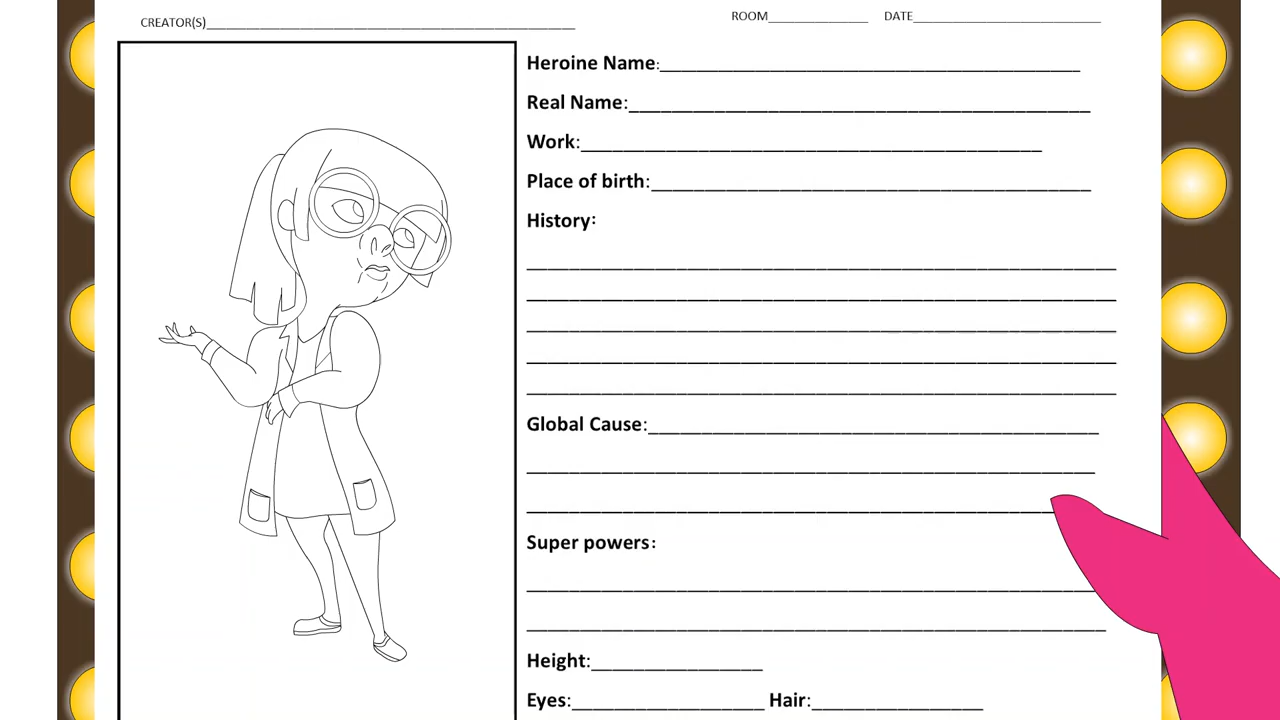 CREATOR(S)
ROOM DATE
Heroine Name:
Real Name:
Work:
Place of birth:
History:
Global Cause:
Super powers:
Height:
Eyes: Hair: